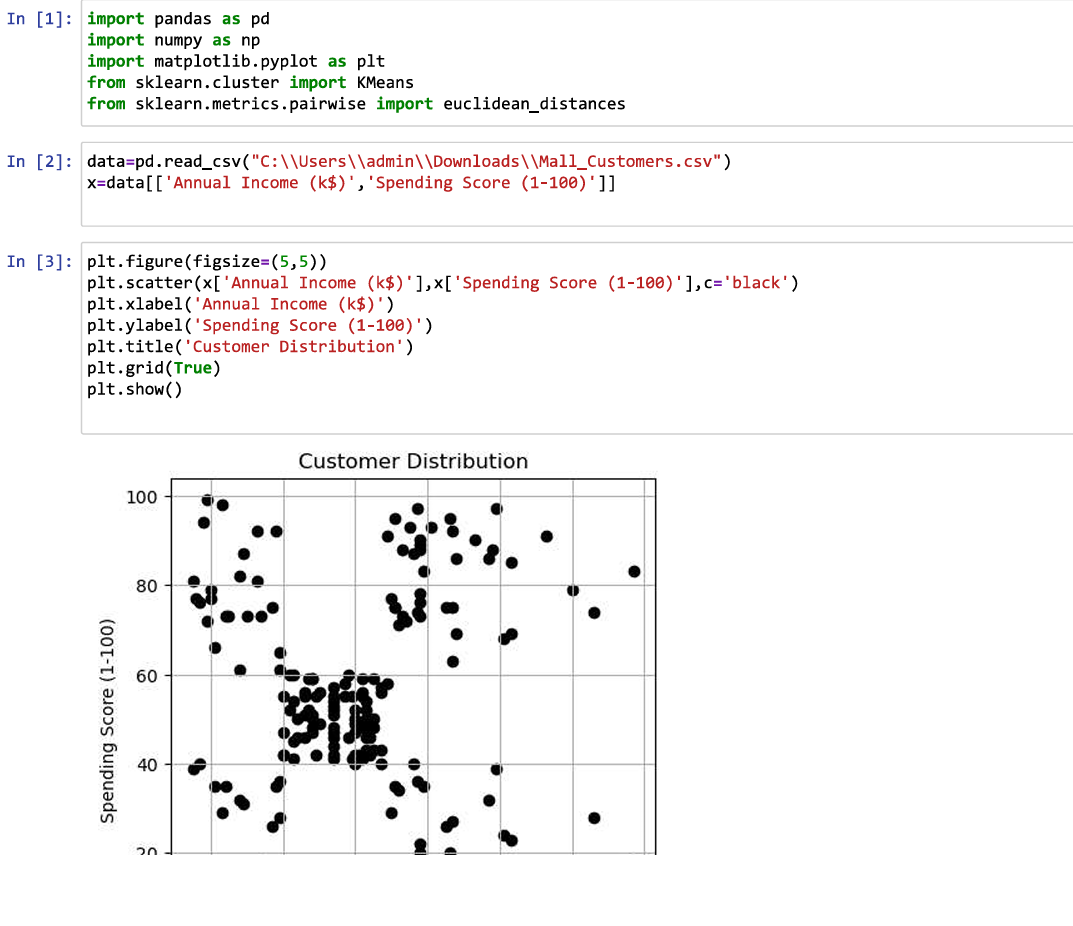 In [1]: import pandas as pd
import numpy as np
import matplotlib.pyplot as plt
from sklearn.cluster import KMeans
from sklearn.metrics.pairwise import euclidean_distances
In [2]: data=pd.read_csv("C:\\Users\\admin\\Downloads\\Mall_Customers.csv")
x=data[['Annual Income (k$)','Spending Score (1-100)']]
In [3]: plt.figure(figsize=(5,5))
plt.scatter(x['Annual Income (k$)'],x['Spending Score (1-100)'],c='black')
plt.xlabel('Annual Income (k$)')
plt.ylabel('Spending Score (1-100)')
plt.title('Customer Distribution')
plt.grid(True)
plt.show()
Customer Distribution
100
80
60
40
20
Spending Score (1-100)